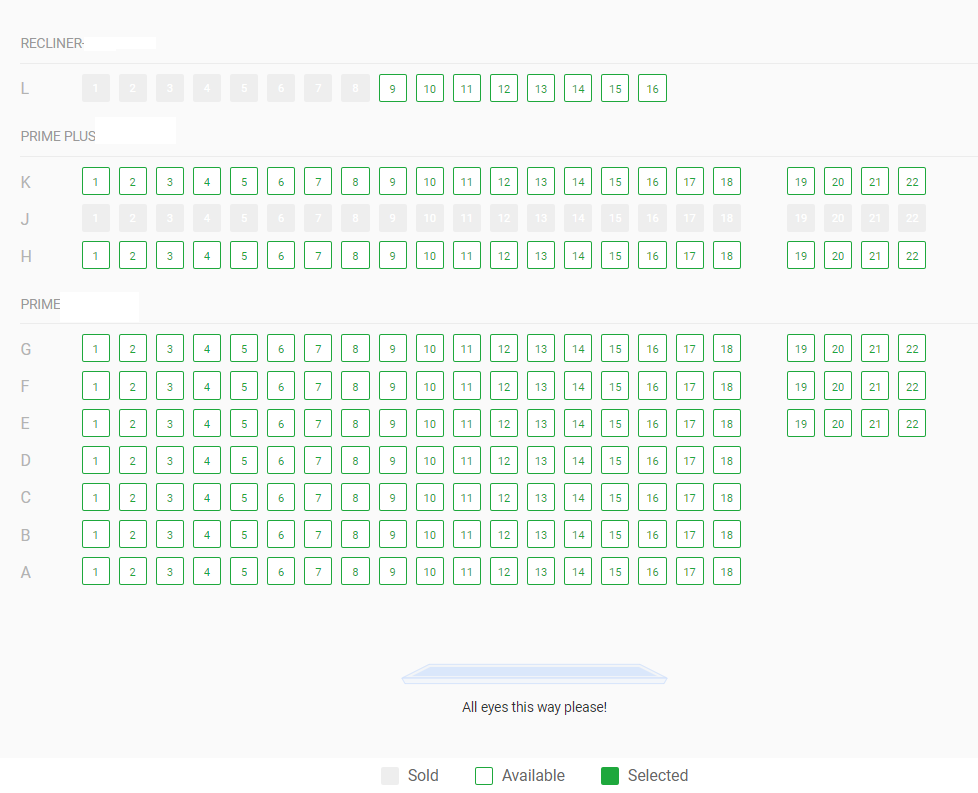 RECLINER
L 1 2 3 4 5 6 7 8 9 10 11 12 13 14 15 16
PRIME PLUS
K 1 2 3 4 5 6 7 8 9 10 11 12 13 14 15 16 17 18 19 20 21 22
J 1 2 3 4 5 6 7 8 9 10 11 12 13 14 15 16 17 18 19 20 21 22
H 1 2 3 4 5 6 7 8 9 10 11 12 13 14 15 16 17 18 19 20 21 22
PRIME
G 1 2 3 4 5 6 7 8 9 10 11 12 13 14 15 16 17 18 19 20 21 22
F 1 2 3 4 5 6 7 8 9 10 11 12 13 14 15 16 17 18 19 20 21 22
E 1 2 3 4 5 6 7 8 9 10 11 12 13 14 15 16 17 18 19 20 21 22
D 1 2 3 4 5 6 7 8 9 10 11 12 13 14 15 16 17 18
C 1 2 3 4 5 6 7 8 9 10 11 12 13 14 15 16 17 18
B 1 2 3 4 5 6 7 8 9 10 11 12 13 14 15 16 17 18
A 1 2 3 4 5 6 7 8 9 10 11 12 13 14 15 16 17 18
All eyes this way please!
Sold Available Selected